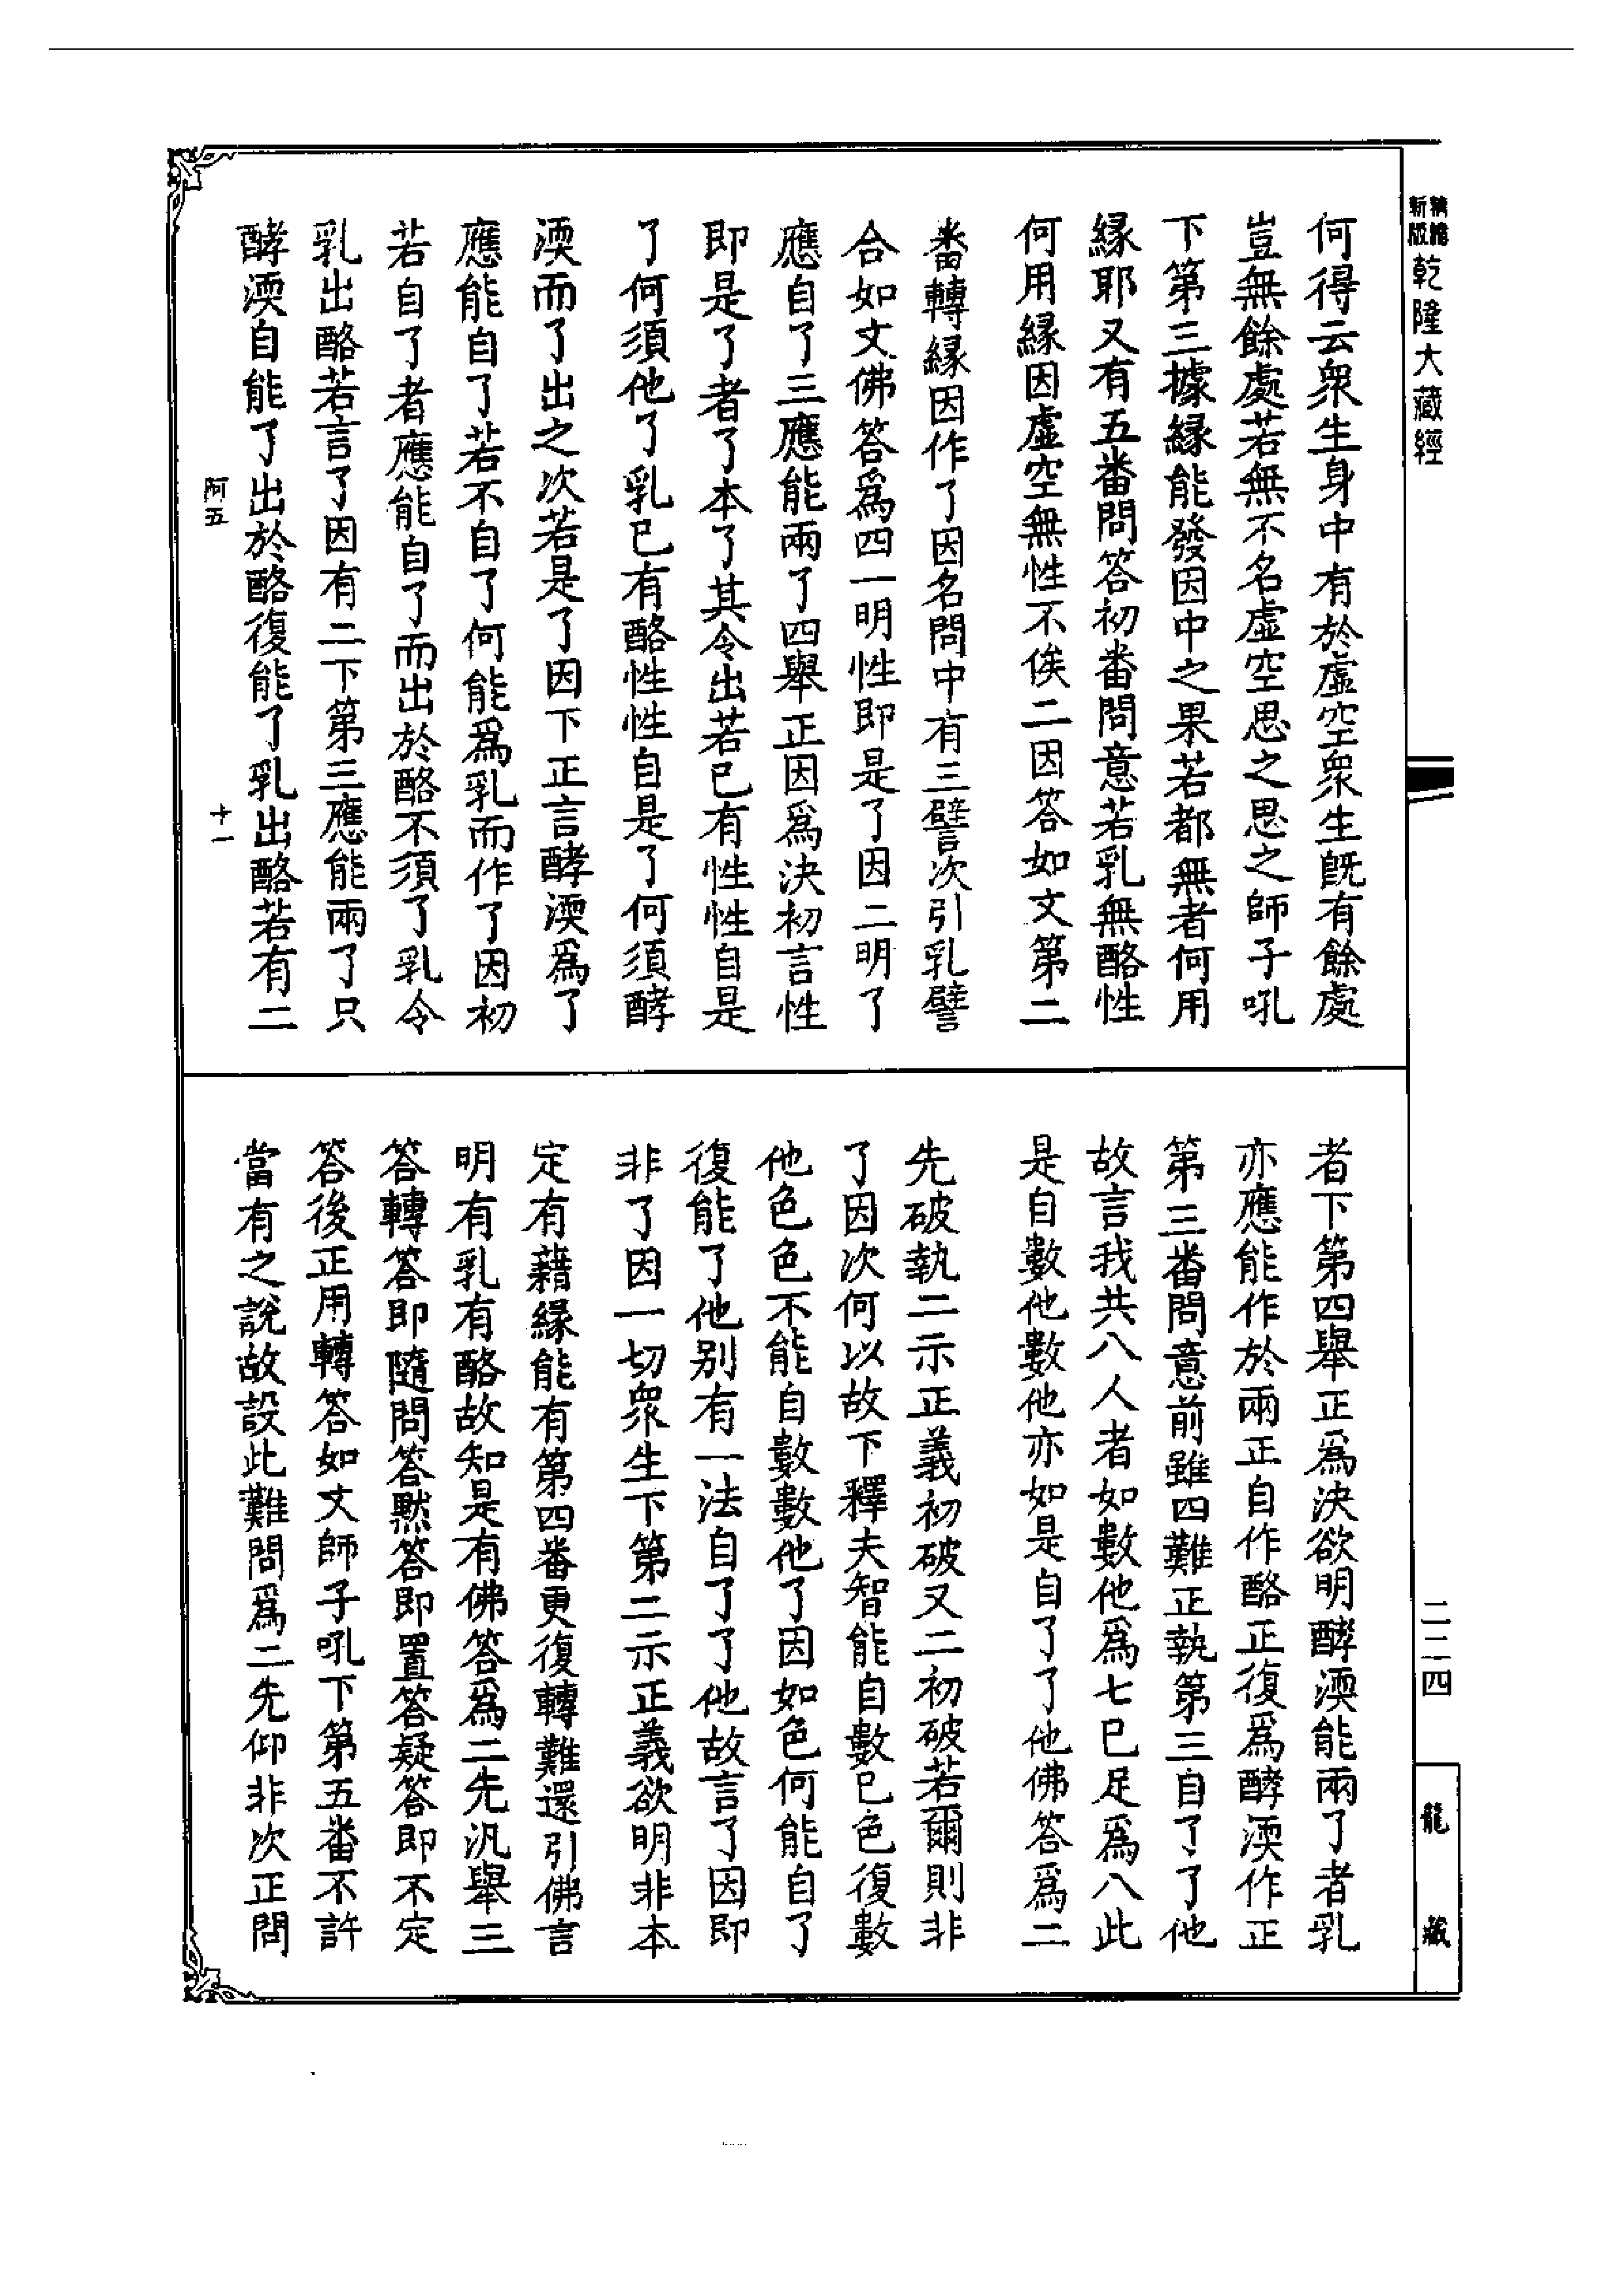 精縮
新版
乾隆大藏經
何得云衆生身中有於虛空衆生既有餘處
豈無餘處若無不名虛空思之思之師子吼
下第三據緣能發因中之果若都無者何用
緣耶又有五番問答初番問意若乳無酪性
何用緣因虛空無性不俟二因答如文第二
番轉緣因作了因名問中有三譬次引乳譬
合如文佛答爲四一明性即是了因二明了
應自了三應能兩了四舉正因爲決初言性
即是了者了本了其令出若已有性性自是
了何須他了乳已有酪性性自是了何須酵
湲而了出之次若是了因下正言酵湲爲了
應能自了若不自了何能爲乳而作了因初
若自了者應能自了而出於酪不須了乳令
乳出酪若言了因有二下第三應能兩了只
酵湲自能了出於酪復能了乳出酪若有二
阿五
十一
者下第四舉正爲決欲明酵湲能兩了者乳
亦應能作於兩正自作酪正復爲酵湲作正
第三番問意前雖四難正執第三自了了他
故言我共八人者如數他爲七已足爲八此
是自數他數他亦如是自了了他佛答爲二
先破執二示正義初破又二初破若爾則非
了因次何以故下釋夫智能自數已色復數
他色色不能自數數他了因如色何能自了
復能了他別有一法自了了他故言了因即
非了因一切衆生下第二示正義欲明非本
定有藉緣能有第四番更復轉難還引佛言
明有乳有酪故知是有佛答爲二先汎舉三
答轉答即隨問答默答即置答疑答即不定
答後正用轉答如文師子吼下第五番不許
當有之說故設此難問爲二先仰非次正問
二二四
龍藏